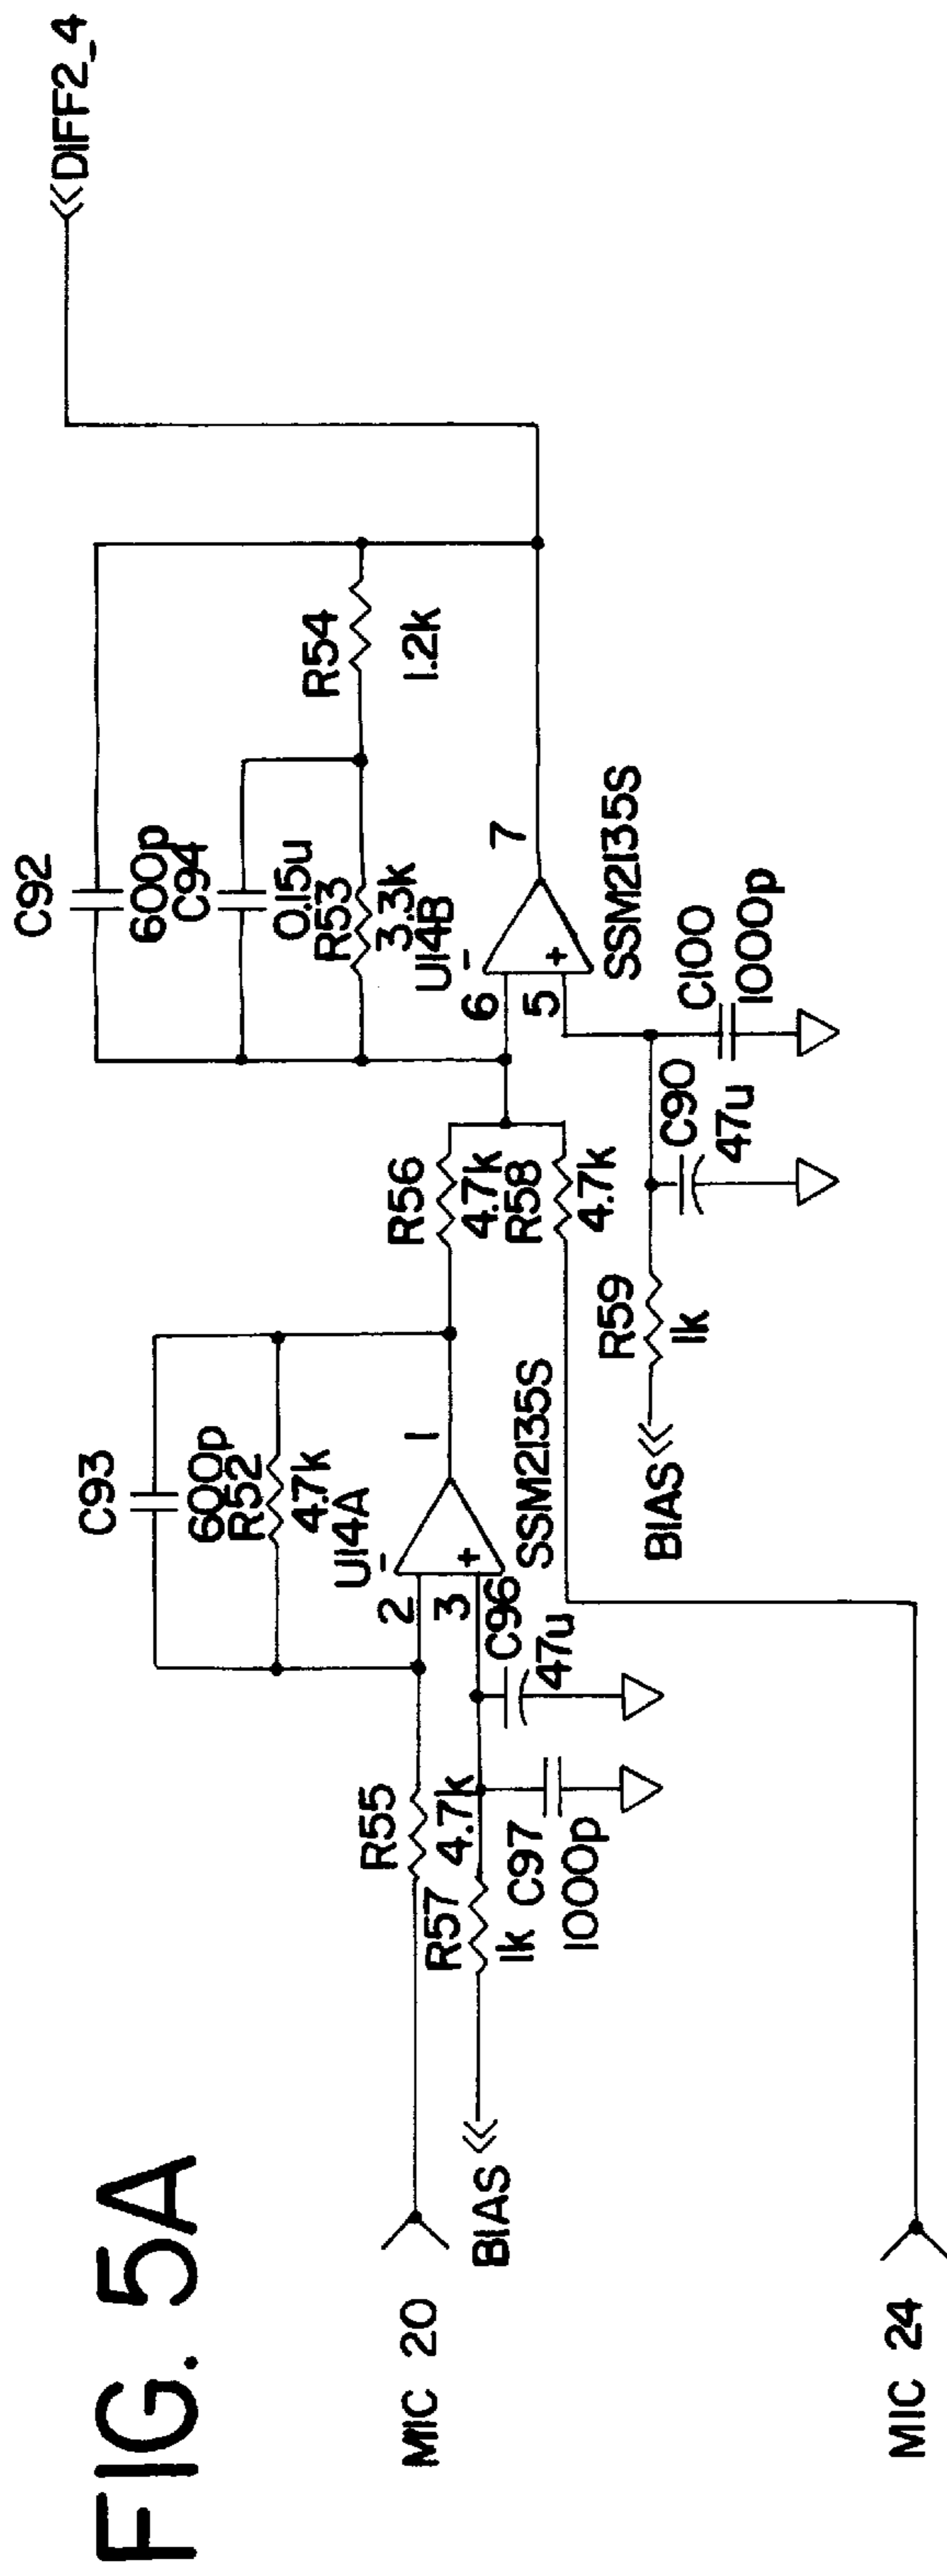 FIG. 5A
C92
600p
C94
0.15u
R53
3.3k
U14B
R54
1.2k
DIFF2_4
C93
600p
R52
4.7k
U14A
-
2
3
+
1
SSM2135S
R56
4.7k
R58
4.7k
-
6
5
+
7
SSM2135S
MIC 20
R55
4.7k
BIAS
R57
1k
C97
1000p
C96
47u
BIAS
R59
1k
C90
47u
C100
1000p
MIC 24